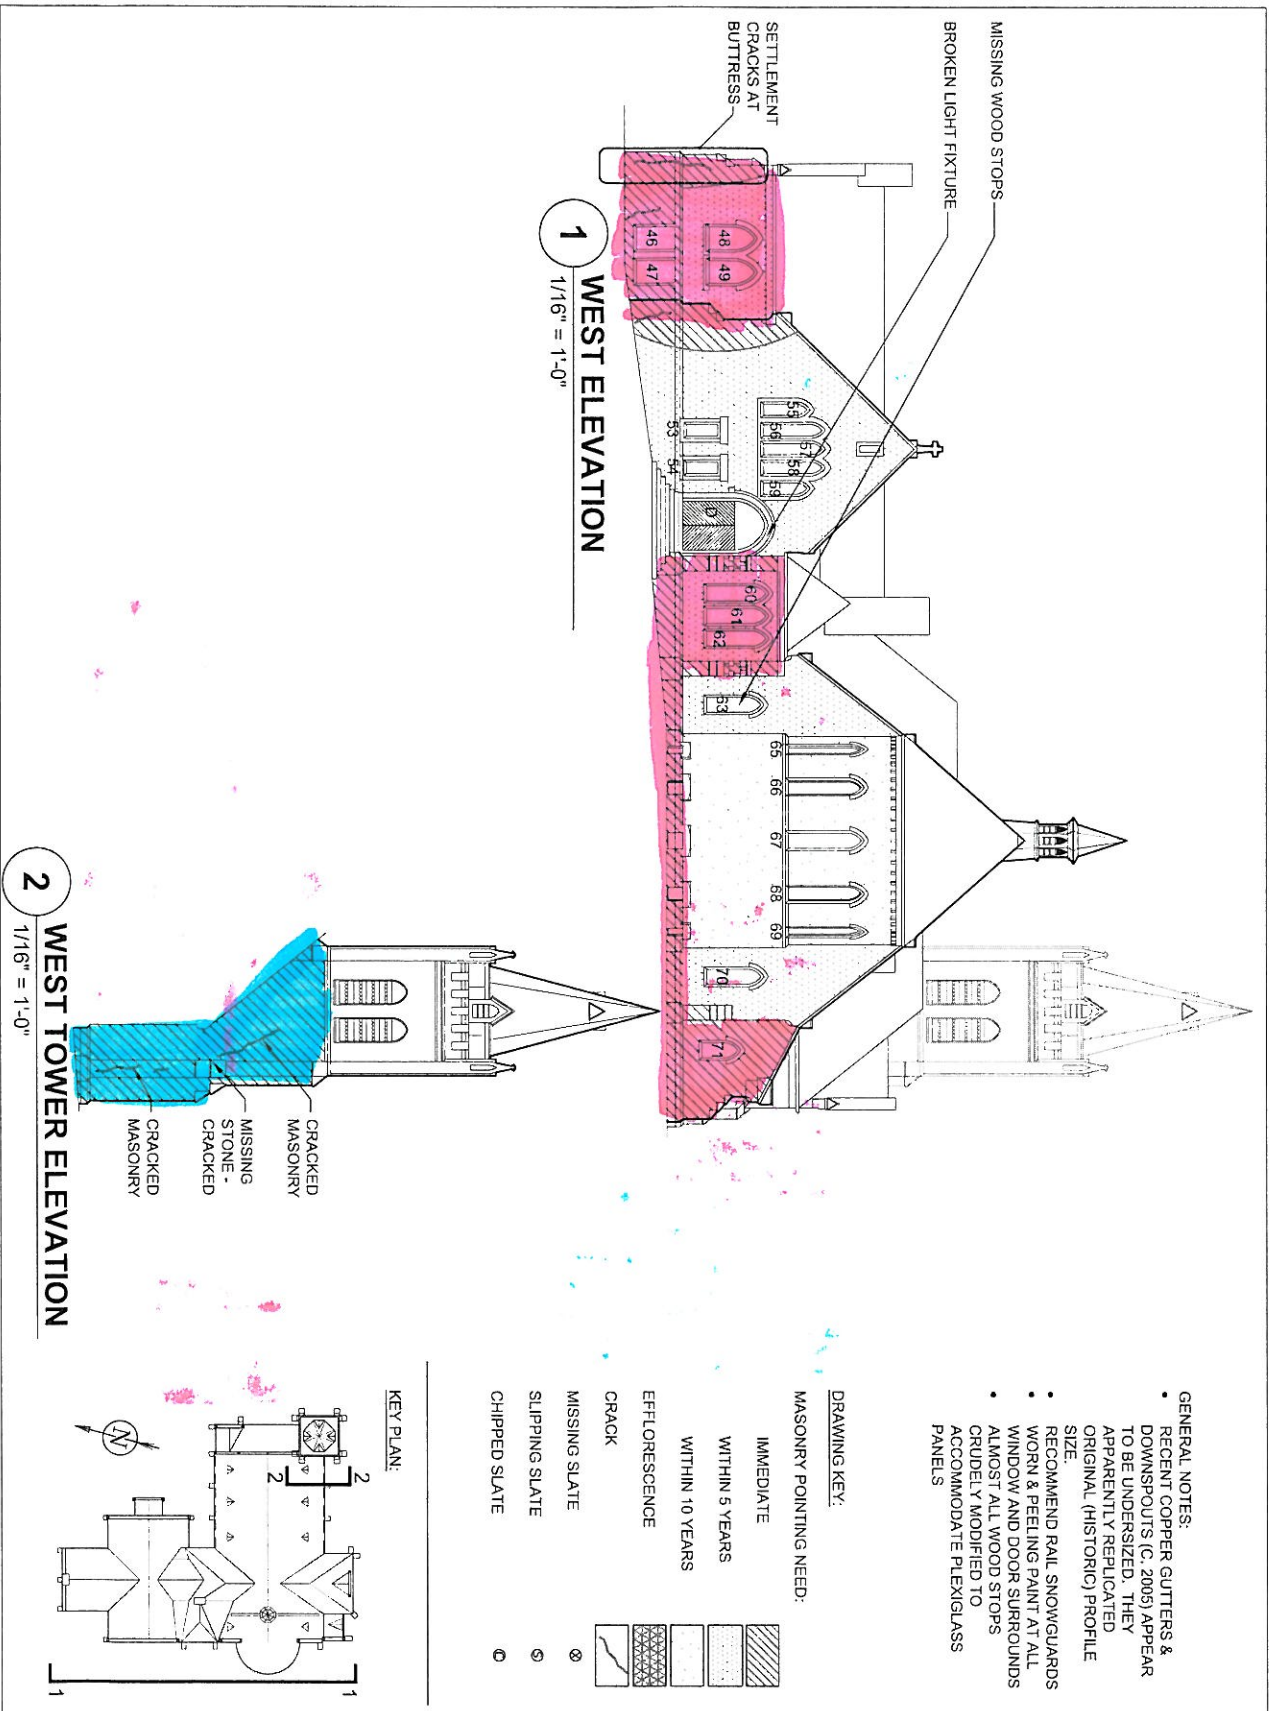 GENERAL NOTES:
• RECENT COPPER GUTTERS &
DOWNSPOUTS (C. 2005) APPEAR
TO BE UNDERSIZED. THEY
APPARENTLY REPLICATED
ORIGINAL (HISTORIC) PROFILE
SIZE.
• RECOMMEND RAIL SNOWGUARDS
• WORN & PEELING PAINT AT ALL
WINDOW AND DOOR SURROUNDS
• ALMOST ALL WOOD STOPS
CRUDELY MODIFIED TO
ACCOMMODATE PLEXIGLASS
PANELS
MISSING WOOD STOPS
BROKEN LIGHT FIXTURE
SETTLEMENT
CRACKS AT
BUTTRESS
48
49
46
47
55
56
57
58
59
53
54
D
60
61
62
63
65
66
67
68
69
70
71
1
WEST ELEVATION
1/16" = 1'-0"
CRACKED
MASONRY
MISSING
STONE -
CRACKED
CRACKED
MASONRY
2
WEST TOWER ELEVATION
1/16" = 1'-0"
DRAWING KEY:
MASONRY POINTING NEED:
IMMEDIATE
WITHIN 5 YEARS
WITHIN 10 YEARS
EFFLORESCENCE
CRACK
MISSING SLATE
SLIPPING SLATE
Ⓢ
CHIPPED SLATE
Ⓒ
KEY PLAN:
N
2
2
1
1